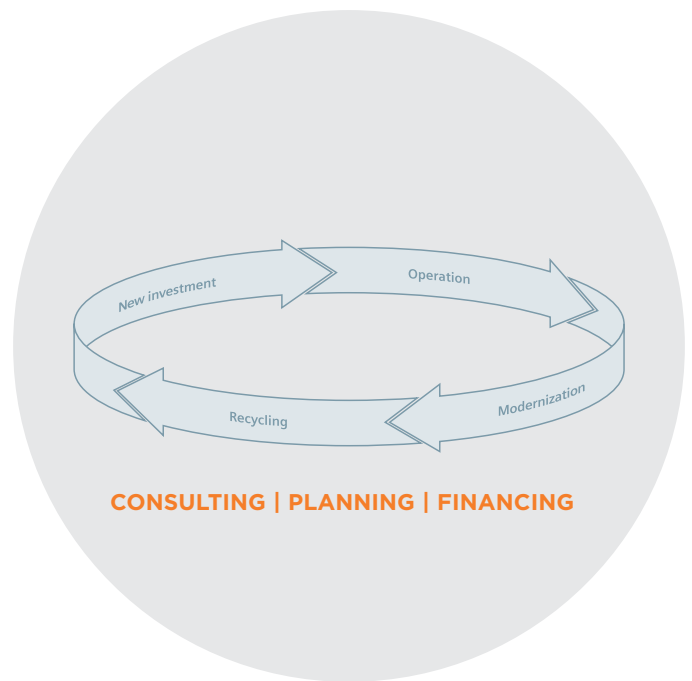 New investment
Operation
Recycling
Modernization
CONSULTING | PLANNING | FINANCING